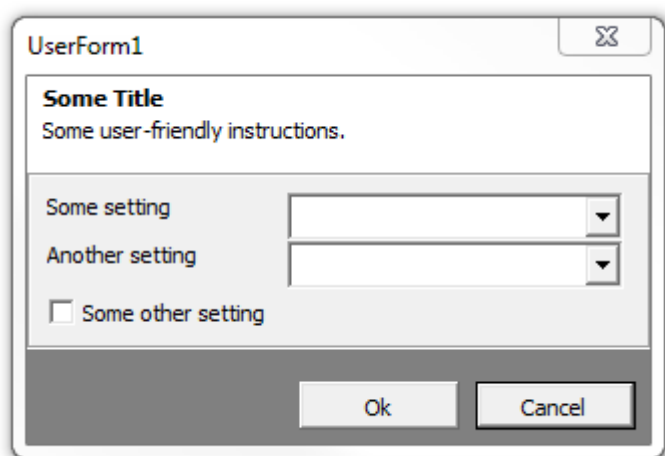 UserForm1
Some Title
Some user-friendly instructions.
Some setting
Another setting
Some other setting
Ok Cancel